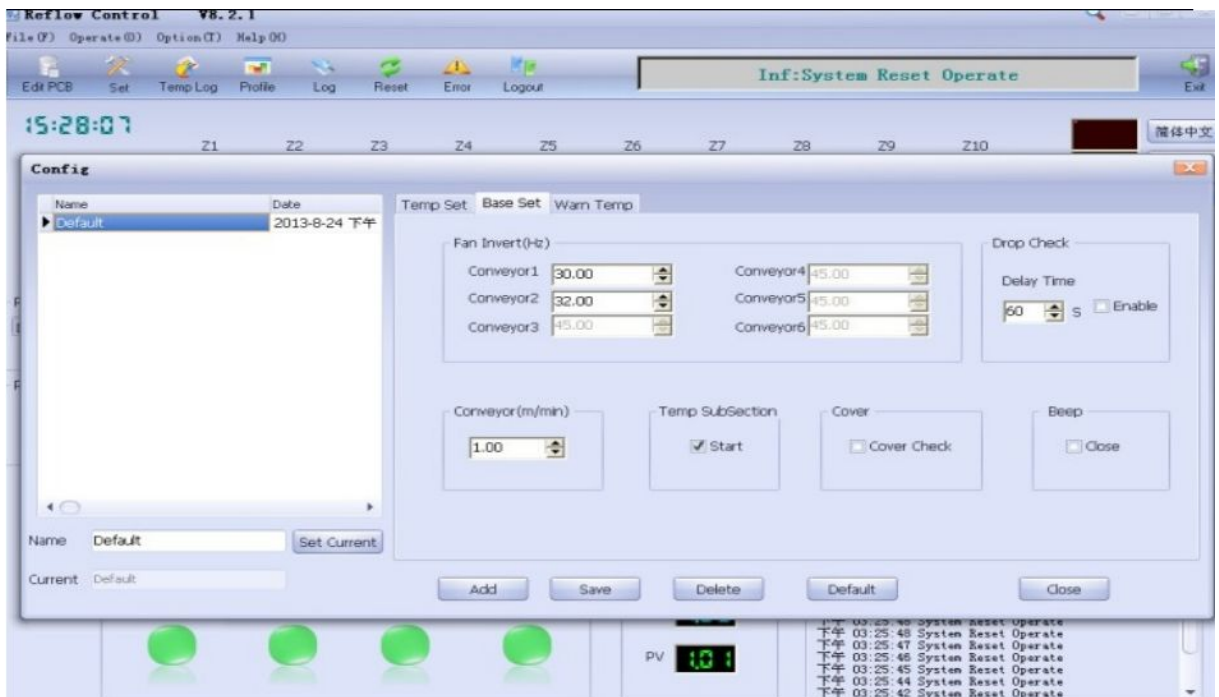 Reflow Control V8.2.1
File(F) Operate(O) Option(T) Help(H)
Edit PCB Set Temp Log Profile Log Reset Error Logout Inf:System Reset Operate Exit
15:28:07 简体中文
Z1 Z2 Z3 Z4 Z5 Z6 Z7 Z8 Z9 Z10
Config
Name Date
Default 2013-8-24 下午
Temp Set Base Set Warn Temp
Fan Invert(Hz) Drop Check
Conveyor1 30.00 Conveyor4 45.00
Delay Time
Conveyor2 32.00 Conveyor5 45.00
60 S Enable
Conveyor3 45.00 Conveyor6 45.00
Conveyor(m/min) Temp SubSection Cover Beep
1.00 Start Cover Check Close
Name Default Set Current
Current Default
Add Save Delete Default Close
下午 03:25:48 System Reset Operate
下午 03:25:47 System Reset Operate
下午 03:25:46 System Reset Operate
下午 03:25:45 System Reset Operate
下午 03:25:44 System Reset Operate
下午 03:25:42 System Reset Operate
PV 1.01